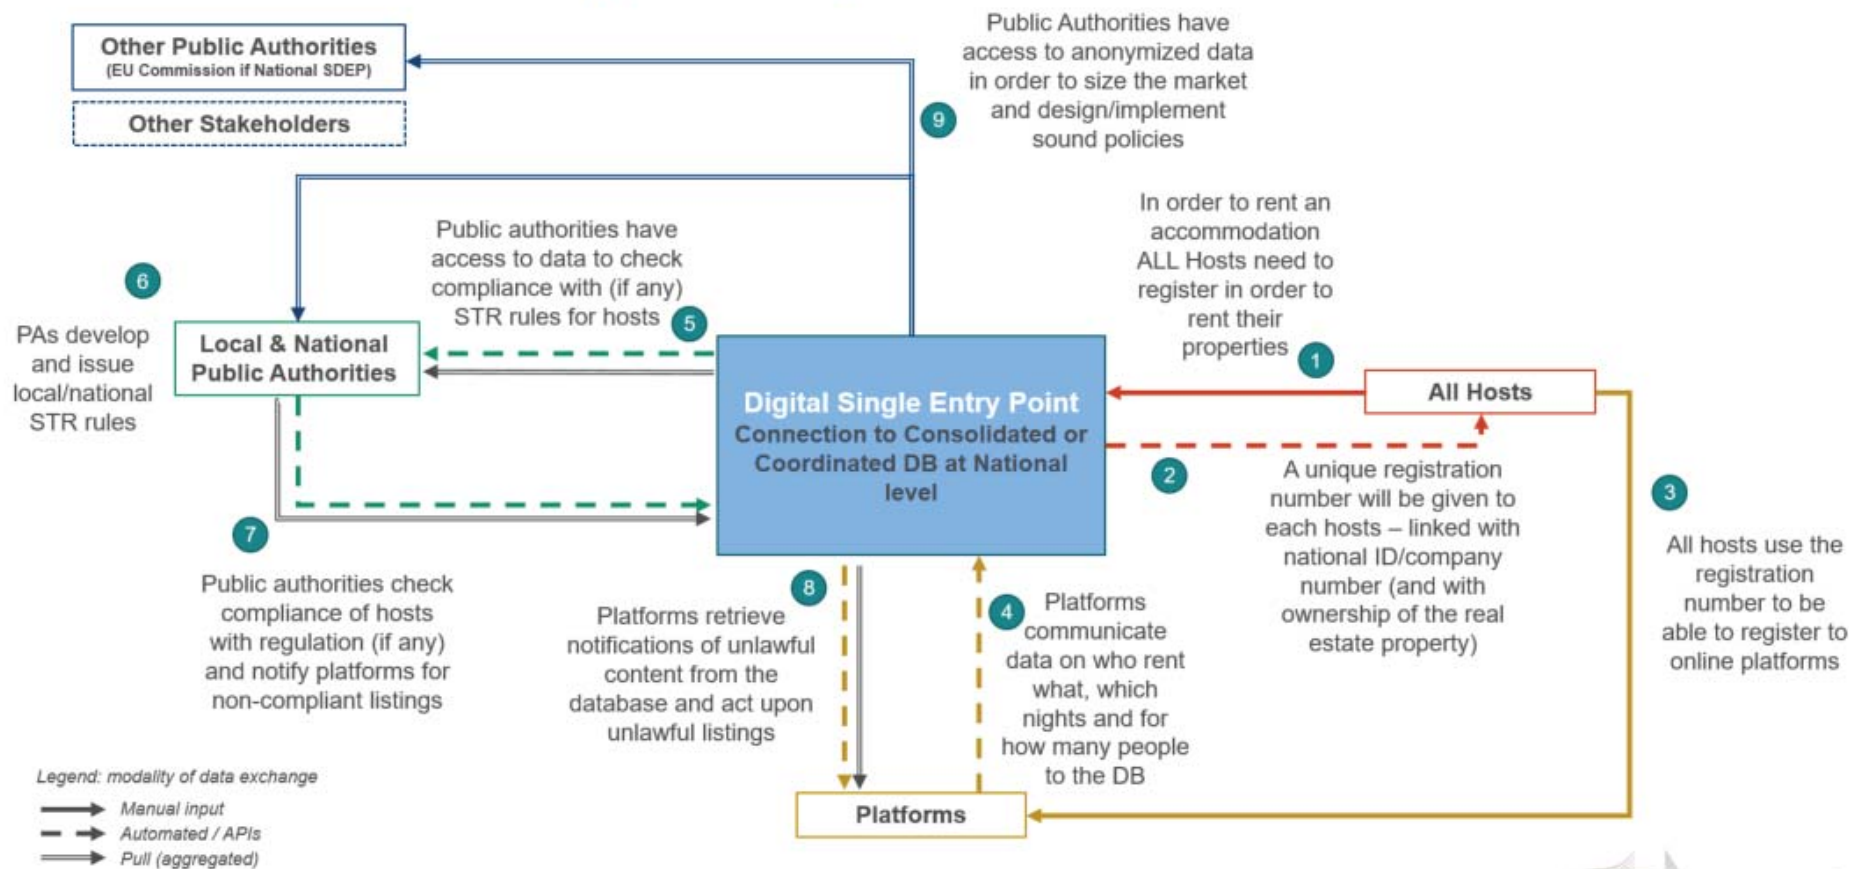 Other Public Authorities
(EU Commission if National SDEP)
Other Stakeholders
9
Public Authorities have
access to anonymized data
in order to size the market
and design/implement
sound policies
6
PAs develop
and issue
local/national
STR rules
Local & National
Public Authorities
Public authorities have
access to data to check
compliance with (if any)
STR rules for hosts
5
In order to rent an
accommodation
ALL Hosts need to
register in order to
rent their
properties
1
All Hosts
Digital Single Entry Point
Connection to Consolidated or
Coordinated DB at National
level
2
A unique registration
number will be given to
each hosts – linked with
national ID/company
number (and with
ownership of the real
estate property)
3
All hosts use the
registration
number to be
able to register to
online platforms
7
Public authorities check
compliance of hosts
with regulation (if any)
and notify platforms for
non-compliant listings
8
Platforms retrieve
notifications of unlawful
content from the
database and act upon
unlawful listings
4
Platforms
communicate
data on who rent
what, which
nights and for
how many people
to the DB
Platforms
Legend: modality of data exchange
Manual input
Automated / APIs
Pull (aggregated)